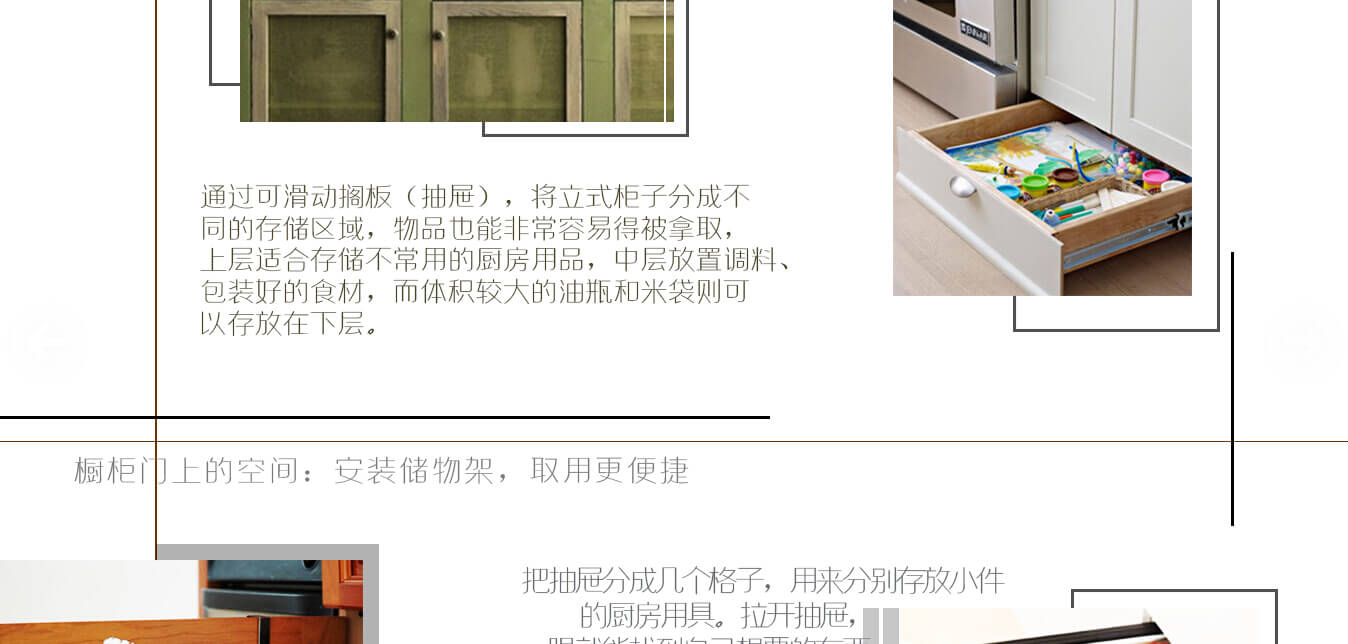 JENN-AIR
通过可滑动搁板（抽屉），将立式柜子分成不
同的存储区域，物品也能非常容易得被拿取，
上层适合存储不常用的厨房用品，中层放置调料、
包装好的食材，而体积较大的油瓶和米袋则可
以存放在下层。
橱柜门上的空间：安装储物架，取用更便捷
把抽屉分成几个格子，用来分别存放小件
的厨房用具。拉开抽屉，